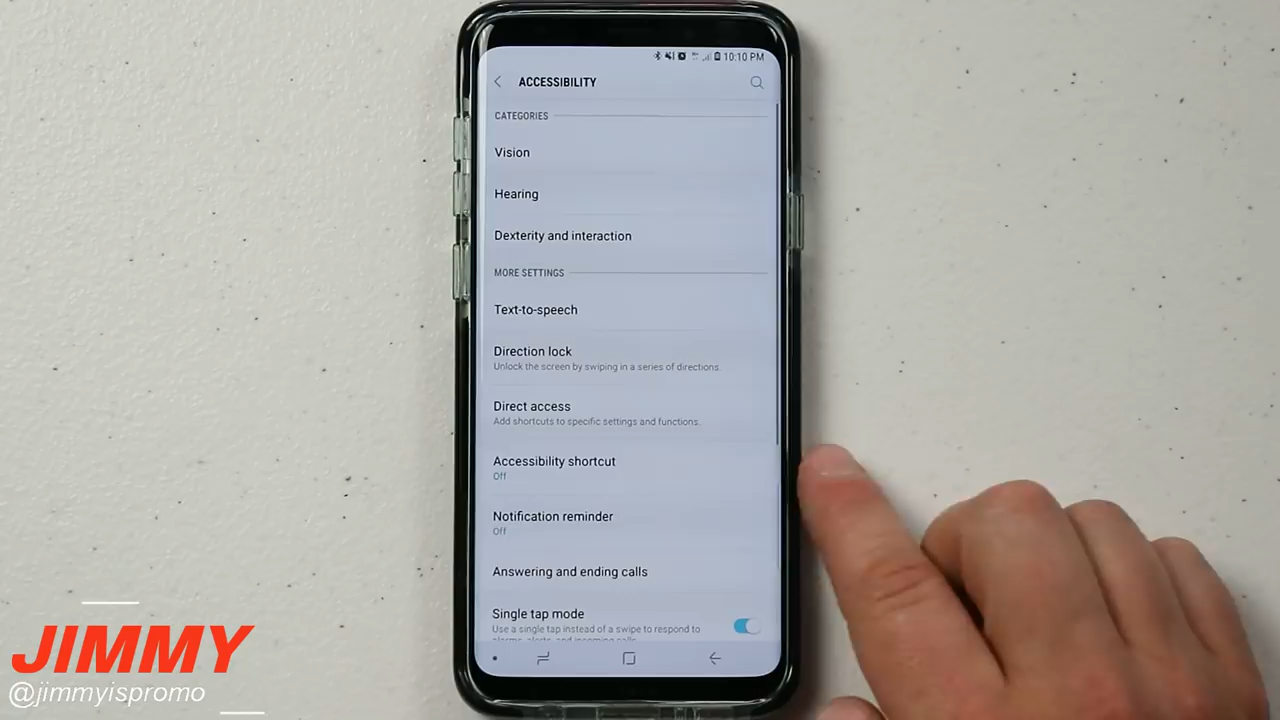 10:10 PM
ACCESSIBILITY
CATEGORIES
Vision
Hearing
Dexterity and interaction
MORE SETTINGS
Text-to-speech
Direction lock
Unlock the screen by swiping in a series of directions.
Direct access
Add shortcuts to specific settings and functions.
Accessibility shortcut
Off
Notification reminder
Off
Answering and ending calls
Single tap mode
Use a single tap instead of a swipe to respond to
alarms, alerts, and incoming calls.
JIMMY
@jimmyispromo